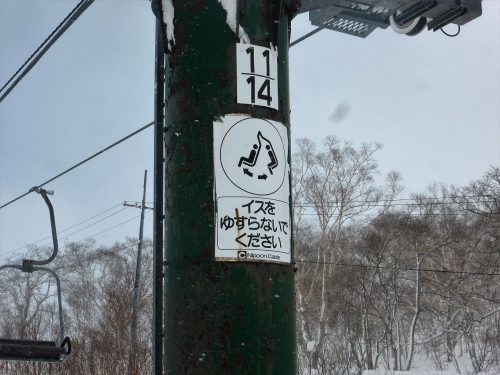 11
14
イスを
ゆすらないで
ください
Nippon Cable